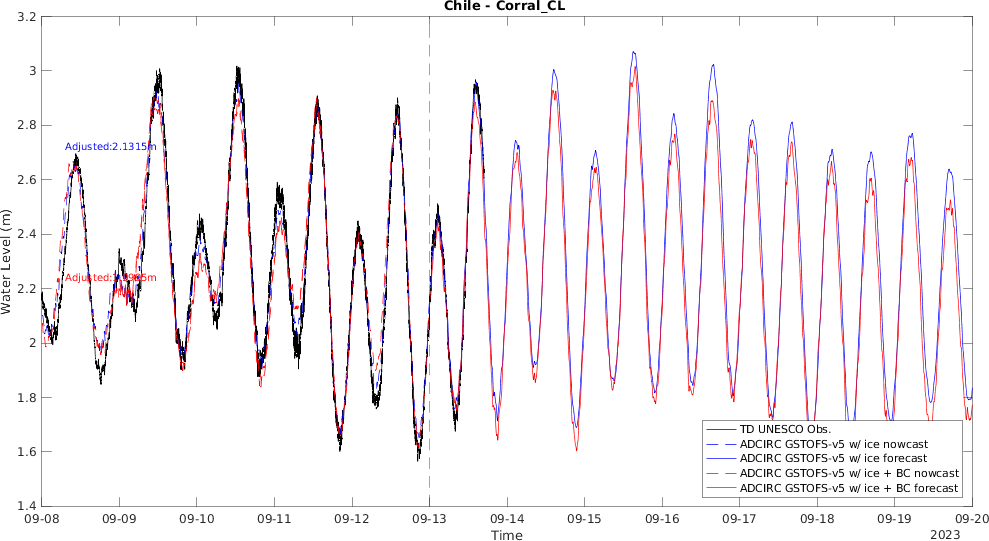 Chile - Corral_CL
Water Level (m)
3.2
3
2.8
2.6
2.4
2.2
2
1.8
1.6
1.4
Adjusted:2.1315m
TD UNESCO Obs.
ADCIRC GSTOFS-v5 w/ ice nowcast
ADCIRC GSTOFS-v5 w/ ice forecast
ADCIRC GSTOFS-v5 w/ ice + BC nowcast
ADCIRC GSTOFS-v5 w/ ice + BC forecast
09-08
09-09
09-10
09-11
09-12
09-13
09-14
09-15
09-16
09-17
09-18
09-19
09-20
Time
2023